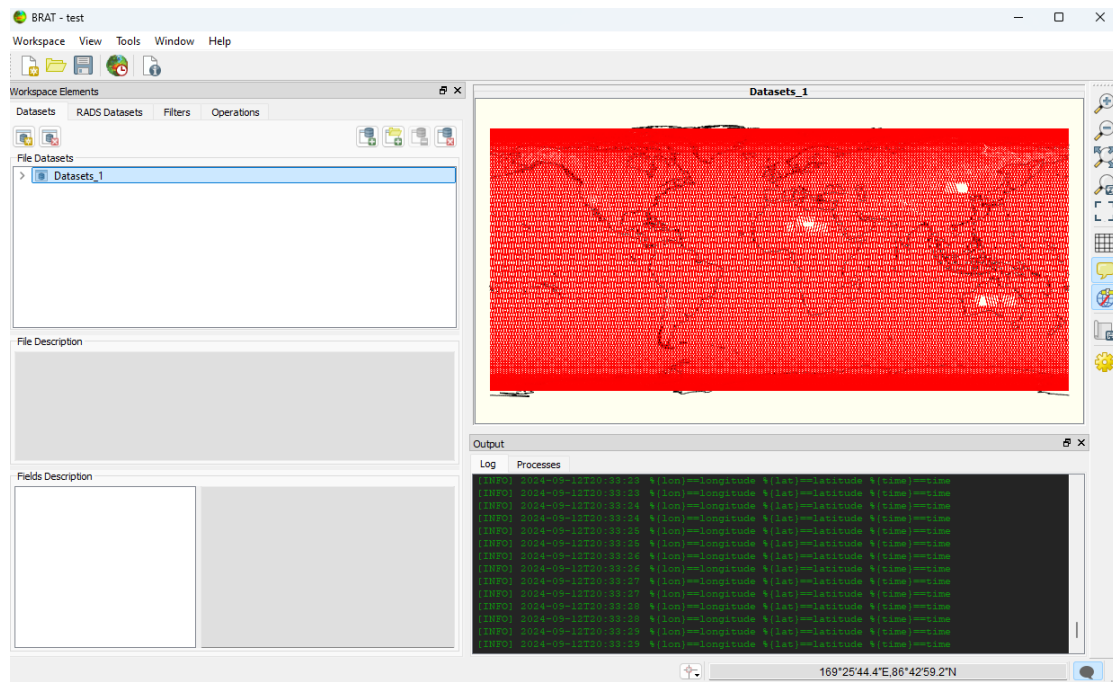 BRAT - test
Workspace View Tools Window Help
Workspace Elements
Datasets RADS Datasets Filters Operations
File Datasets
Datasets_1
File Description
Fields Description
Datasets_1
Output
Log Processes
[INFO] 2024-09-12T20:33:23 %{lon}==longitude %{lat}==latitude %{time}==time
[INFO] 2024-09-12T20:33:23 %{lon}==longitude %{lat}==latitude %{time}==time
[INFO] 2024-09-12T20:33:24 %{lon}==longitude %{lat}==latitude %{time}==time
[INFO] 2024-09-12T20:33:24 %{lon}==longitude %{lat}==latitude %{time}==time
[INFO] 2024-09-12T20:33:25 %{lon}==longitude %{lat}==latitude %{time}==time
[INFO] 2024-09-12T20:33:25 %{lon}==longitude %{lat}==latitude %{time}==time
[INFO] 2024-09-12T20:33:26 %{lon}==longitude %{lat}==latitude %{time}==time
[INFO] 2024-09-12T20:33:26 %{lon}==longitude %{lat}==latitude %{time}==time
[INFO] 2024-09-12T20:33:27 %{lon}==longitude %{lat}==latitude %{time}==time
[INFO] 2024-09-12T20:33:27 %{lon}==longitude %{lat}==latitude %{time}==time
[INFO] 2024-09-12T20:33:28 %{lon}==longitude %{lat}==latitude %{time}==time
[INFO] 2024-09-12T20:33:28 %{lon}==longitude %{lat}==latitude %{time}==time
[INFO] 2024-09-12T20:33:29 %{lon}==longitude %{lat}==latitude %{time}==time
[INFO] 2024-09-12T20:33:29 %{lon}==longitude %{lat}==latitude %{time}==time
169°25'44.4"E,86°42'59.2"N